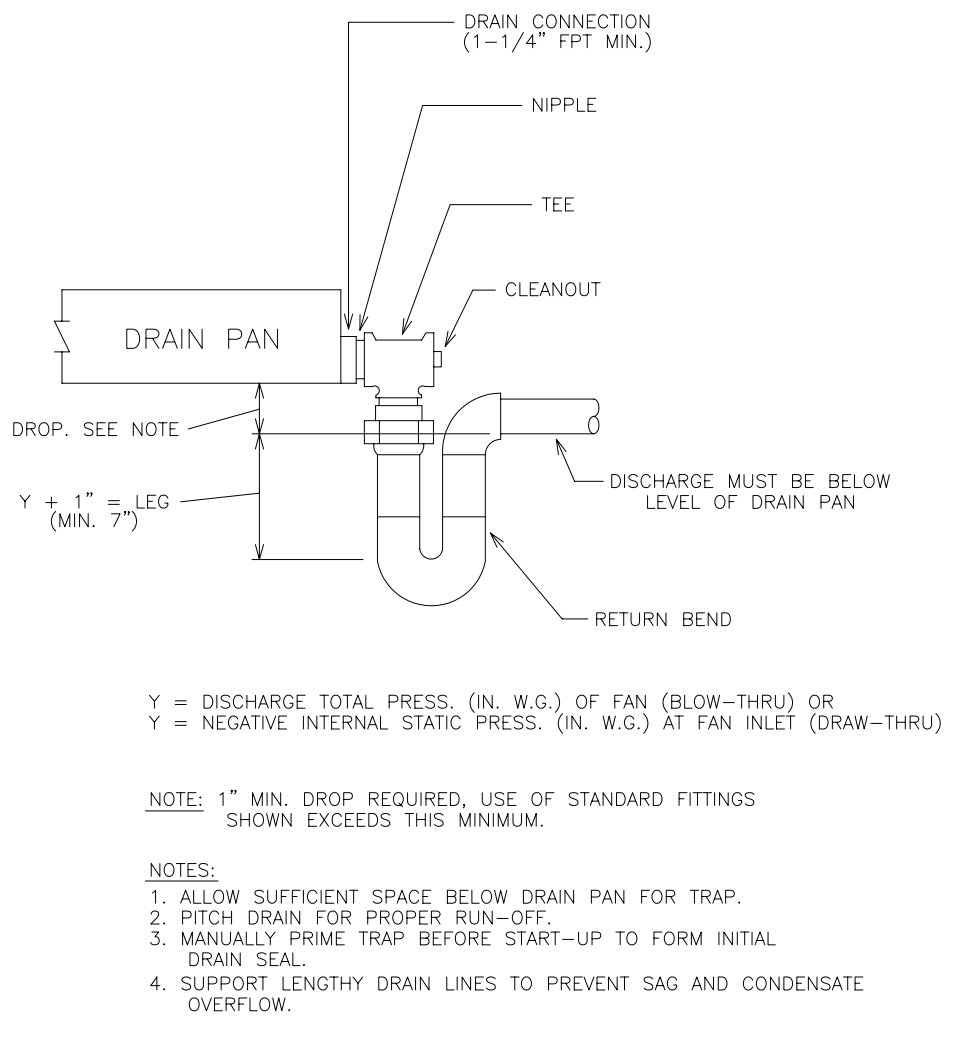 DRAIN CONNECTION
(1-1/4" FPT MIN.)
NIPPLE
TEE
CLEANOUT
DRAIN PAN
DROP. SEE NOTE
Y + 1" = LEG
(MIN. 7")
DISCHARGE MUST BE BELOW
LEVEL OF DRAIN PAN
RETURN BEND
Y = DISCHARGE TOTAL PRESS. (IN. W.G.) OF FAN (BLOW-THRU) OR
Y = NEGATIVE INTERNAL STATIC PRESS. (IN. W.G.) AT FAN INLET (DRAW-THRU)
NOTE: 1" MIN. DROP REQUIRED, USE OF STANDARD FITTINGS
SHOWN EXCEEDS THIS MINIMUM.
NOTES:
1. ALLOW SUFFICIENT SPACE BELOW DRAIN PAN FOR TRAP.
2. PITCH DRAIN FOR PROPER RUN-OFF.
3. MANUALLY PRIME TRAP BEFORE START-UP TO FORM INITIAL
DRAIN SEAL.
4. SUPPORT LENGTHY DRAIN LINES TO PREVENT SAG AND CONDENSATE
OVERFLOW.